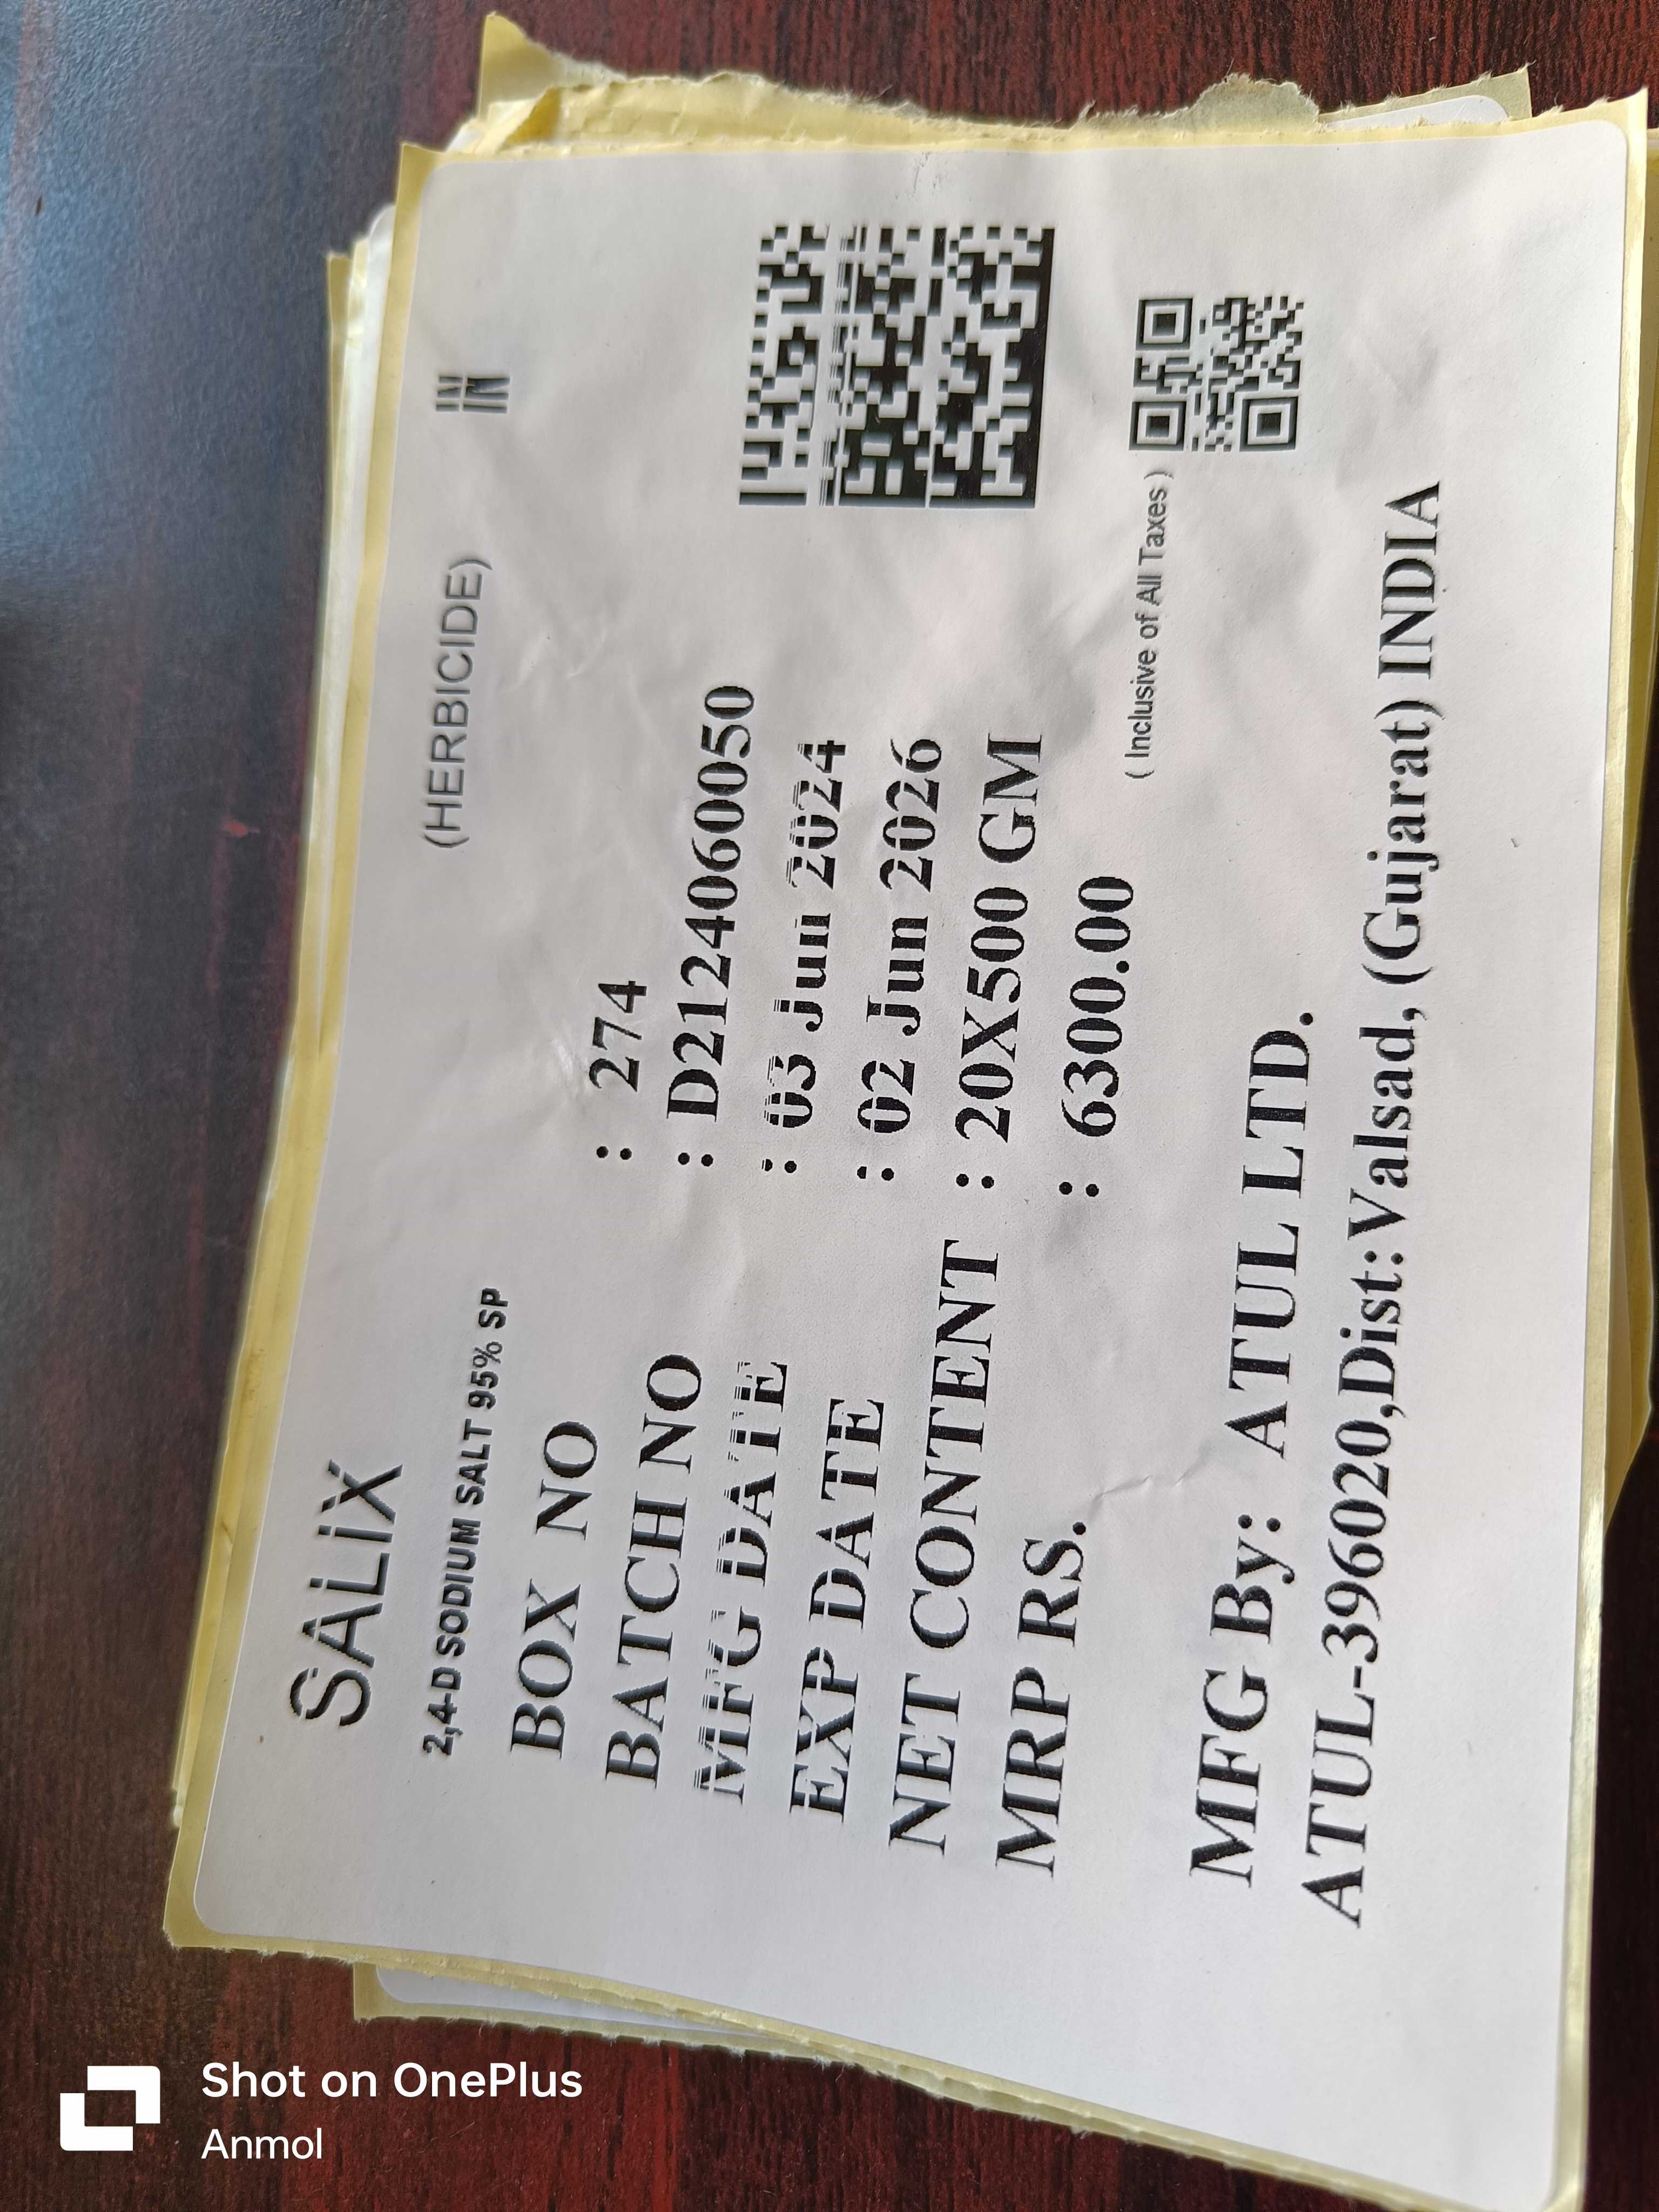 SALIX
2,4-D SODIUM SALT 95% SP (HERBICIDE) IN
BOX NO : 274
BATCH NO : D2124060050
MFG DATE : 03 Jun 2024
EXP DATE : 02 Jun 2026
NET CONTENT : 20X500 GM
MRP RS. : 6300.00 ( Inclusive of All Taxes )
MFG By: ATUL LTD.
ATUL-396020,Dist:Valsad, (Gujarat) INDIA
Shot on OnePlus
Anmol